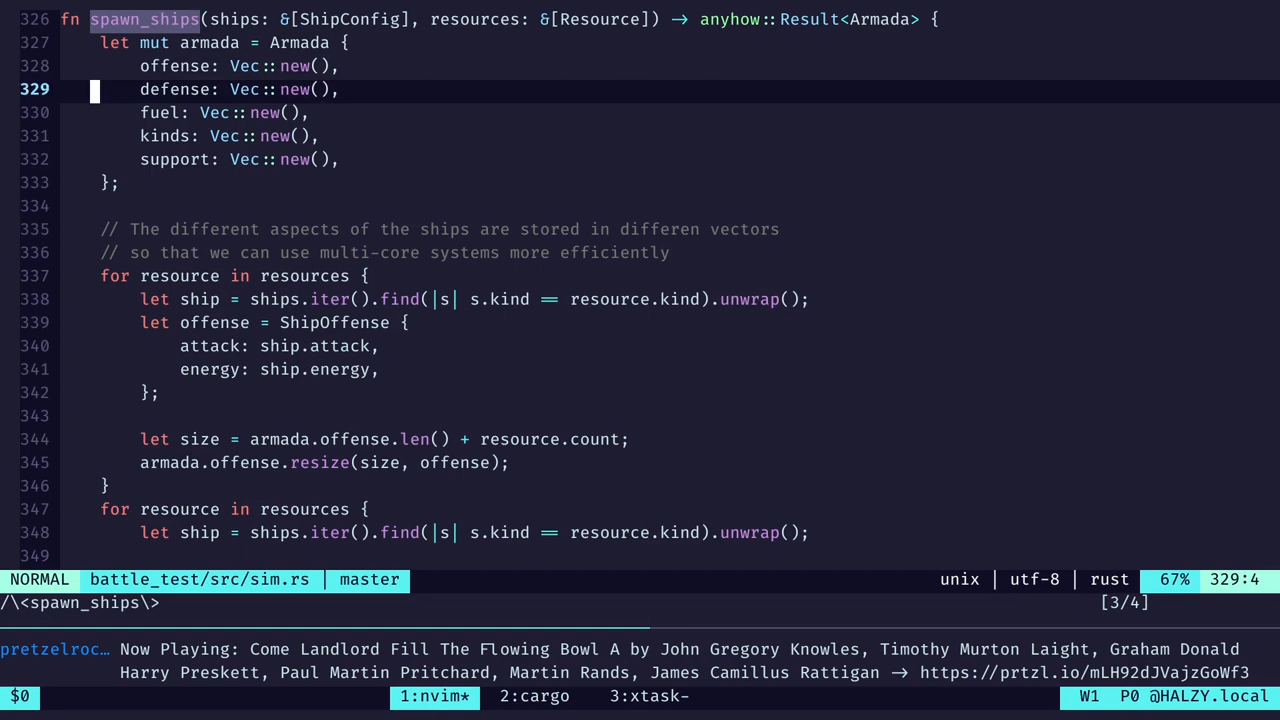 326 fn spawn_ships(ships: &[ShipConfig], resources: &[Resource]) -> anyhow::Result<Armada> {
327     let mut armada = Armada {
328         offense: Vec::new(),
329         defense: Vec::new(),
330         fuel: Vec::new(),
331         kinds: Vec::new(),
332         support: Vec::new(),
333     };
334
335     // The different aspects of the ships are stored in differen vectors
336     // so that we can use multi-core systems more efficiently
337     for resource in resources {
338         let ship = ships.iter().find(|s| s.kind == resource.kind).unwrap();
339         let offense = ShipOffense {
340             attack: ship.attack,
341             energy: ship.energy,
342         };
343
344         let size = armada.offense.len() + resource.count;
345         armada.offense.resize(size, offense);
346     }
347     for resource in resources {
348         let ship = ships.iter().find(|s| s.kind == resource.kind).unwrap();
349
NORMAL battle_test/src/sim.rs | master unix | utf-8 | rust 67% 329:4
/\<spawn_ships\> [3/4]
pretzelroc… Now Playing: Come Landlord Fill The Flowing Bowl A by John Gregory Knowles, Timothy Murton Laight, Graham Donald
Harry Preskett, Paul Martin Pritchard, Martin Rands, James Camillus Rattigan -> https://prtzl.io/mLH92dJVajzGoWf3
$0 1:nvim* 2:cargo 3:xtask- W1 P0 @HALZY.local